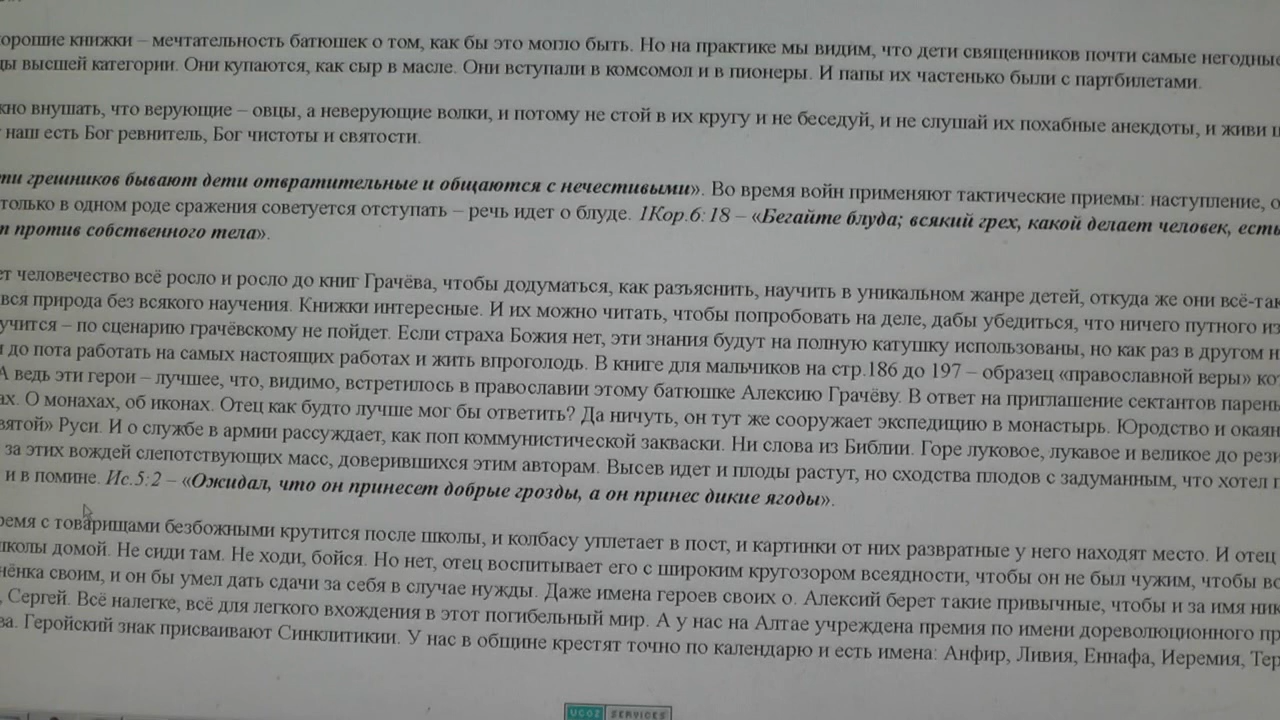 орошие книжки – мечтательность батюшек о том, как бы это могло быть. Но на практике мы видим, что дети священников почти самые негодные
ды высшей категории. Они купаются, как сыр в масле. Они вступали в комсомол и в пионеры. И папы их частенько были с партбилетами.
жно внушать, что верующие – овцы, а неверующие волки, и потому не стой в их кругу и не беседуй, и не слушай их похабные анекдоты, и живи ц
наш есть Бог ревнитель, Бог чистоты и святости.
ти грешников бывают дети отвратительные и общаются с нечестивыми». Во время войн применяют тактические приемы: наступление, о
только в одном роде сражения советуется отступать – речь идет о блуде. 1Кор.6:18 – «Бегайте блуда; всякий грех, какой делает человек, есть
т против собственного тела».
ет человечество всё росло и росло до книг Грачёва, чтобы додуматься, как разъяснить, научить в уникальном жанре детей, откуда же они всё-так
вся природа без всякого научения. Книжки интересные. И их можно читать, чтобы попробовать на деле, дабы убедиться, что ничего путного из
учится – по сценарию грачёвскому не пойдет. Если страха Божия нет, эти знания будут на полную катушку использованы, но как раз в другом н
и до пота работать на самых настоящих работах и жить впроголодь. В книге для мальчиков на стр.186 до 197 – образец «православной веры» кот
А ведь эти герои – лучшее, что, видимо, встретилось в православии этому батюшке Алексию Грачёву. В ответ на приглашение сектантов парень
ах. О монахах, об иконах. Отец как будто лучше мог бы ответить? Да ничуть, он тут же сооружает экспедицию в монастырь. Юродство и окаян
вятой» Руси. И о службе в армии рассуждает, как поп коммунистической закваски. Ни слова из Библии. Горе луковое, лукавое и великое до рези
за этих вождей слепотствующих масс, доверившихся этим авторам. Высев идет и плоды растут, но сходства плодов с задуманным, что хотел п
и в помине. Ис.5:2 – «Ожидал, что он принесет добрые грозды, а он принес дикие ягоды».
ремя с товарищами безбожными крутится после школы, и колбасу уплетает в пост, и картинки от них развратные у него находят место. И отец
школы домой. Не сиди там. Не ходи, бойся. Но нет, отец воспитывает его с широким кругозором всеядности, чтобы он не был чужим, чтобы вс
нёнка своим, и он бы умел дать сдачи за себя в случае нужды. Даже имена героев своих о. Алексий берет такие привычные, чтобы и за имя ник
, Сергей. Всё налегке, всё для легкого вхождения в этот погибельный мир. А у нас на Алтае учреждена премия по имени дореволюционного пр
ва. Геройский знак присваивают Синклитикии. У нас в общине крестят точно по календарю и есть имена: Анфир, Ливия, Еннафа, Иеремия, Тер
UCOZ SERVICES